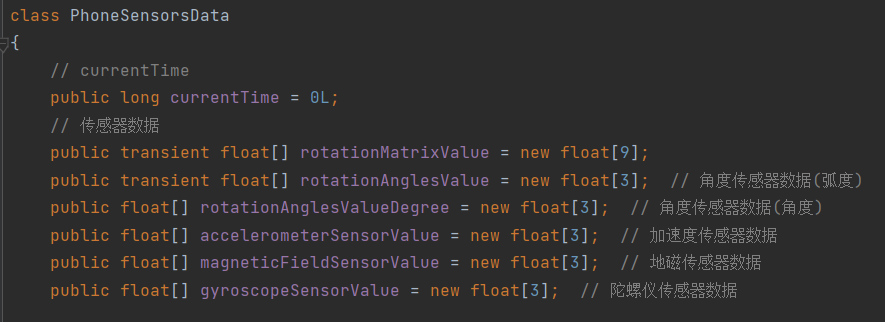 class PhoneSensorsData
{
// currentTime
public long currentTime = 0L;
// 传感器数据
public transient float[] rotationMatrixValue = new float[9];
public transient float[] rotationAnglesValue = new float[3];  // 角度传感器数据(弧度)
public float[] rotationAnglesValueDegree = new float[3];  // 角度传感器数据(角度)
public float[] accelerometerSensorValue = new float[3];  // 加速度传感器数据
public float[] magneticFieldSensorValue = new float[3];  // 地磁传感器数据
public float[] gyroscopeSensorValue = new float[3];  // 陀螺仪传感器数据